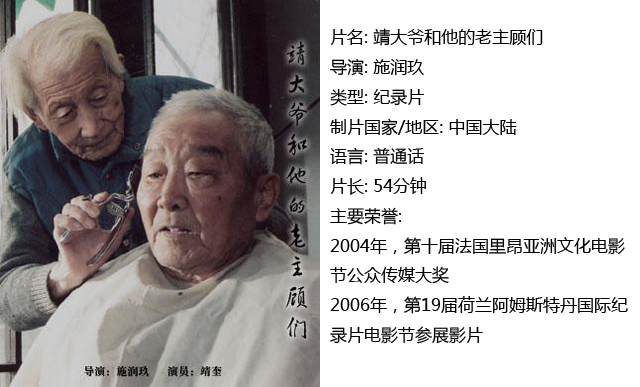 靖大爷和他的老主顾们
导演：施润玖 演员：靖奎
片名: 靖大爷和他的老主顾们
导演: 施润玖
类型: 纪录片
制片国家/地区: 中国大陆
语言: 普通话
片长: 54分钟
主要荣誉:
2004年，第十届法国里昂亚洲文化电影
节公众传媒大奖
2006年，第19届荷兰阿姆斯特丹国际纪
录片电影节参展影片